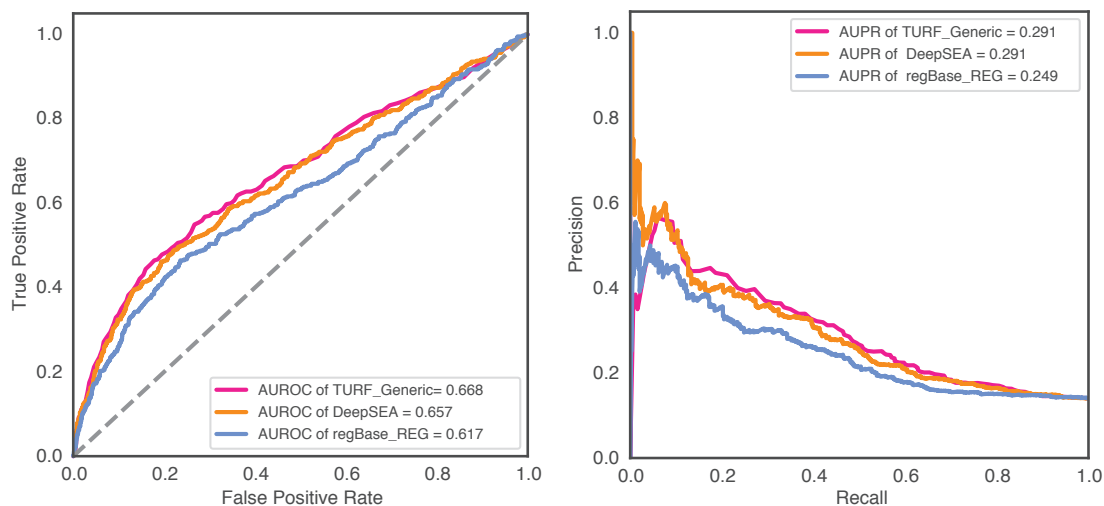 1.0
0.8
0.6
0.4
0.2
0.0
True Positive Rate
AUROC of TURF_Generic= 0.668
AUROC of DeepSEA = 0.657
AUROC of regBase_REG = 0.617
0.0 0.2 0.4 0.6 0.8 1.0
False Positive Rate
1.0
0.8
0.6
0.4
0.2
0.0
Precision
AUPR of TURF_Generic = 0.291
AUPR of DeepSEA = 0.291
AUPR of regBase_REG = 0.249
0.0 0.2 0.4 0.6 0.8 1.0
Recall